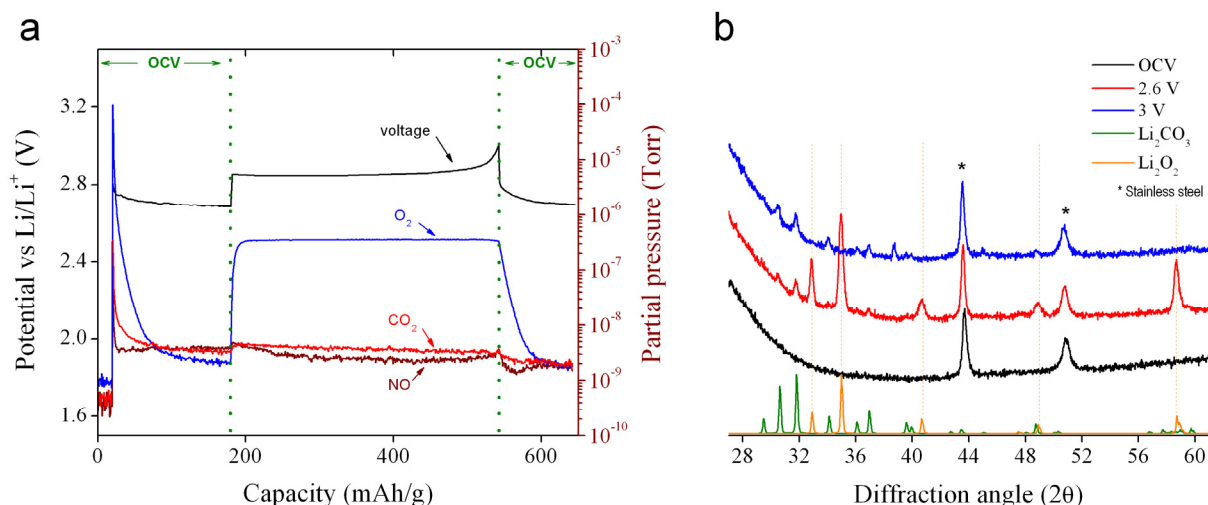 a
OCV
OCV
voltage
O₂
CO₂
NO
3.2
2.8
2.4
2.0
1.6
Potential vs Li/Li⁺ (V)
10⁻³
10⁻⁴
10⁻⁵
10⁻⁶
10⁻⁷
10⁻⁸
10⁻⁹
10⁻¹⁰
Partial pressure (Torr)
0 200 400 600
Capacity (mAh/g)
b
OCV
2.6 V
3 V
Li₂CO₃
Li₂O₂
* Stainless steel
*
*
28 32 36 40 44 48 52 56 60
Diffraction angle (2θ)